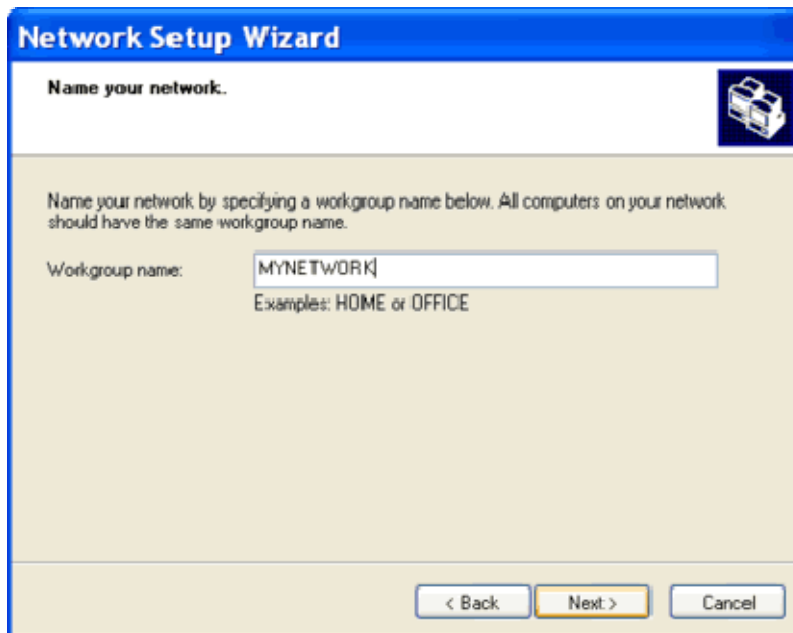 Network Setup Wizard
Name your network.
Name your network by specifying a workgroup name below. All computers on your network
should have the same workgroup name.
Workgroup name: MYNETWORK
Examples: HOME or OFFICE
< Back Next > Cancel